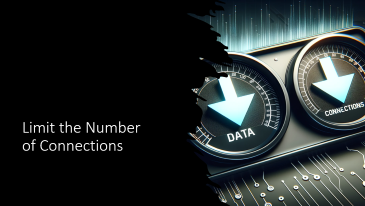 Limit the Number
of Connections
DATA
CONNECTIONS